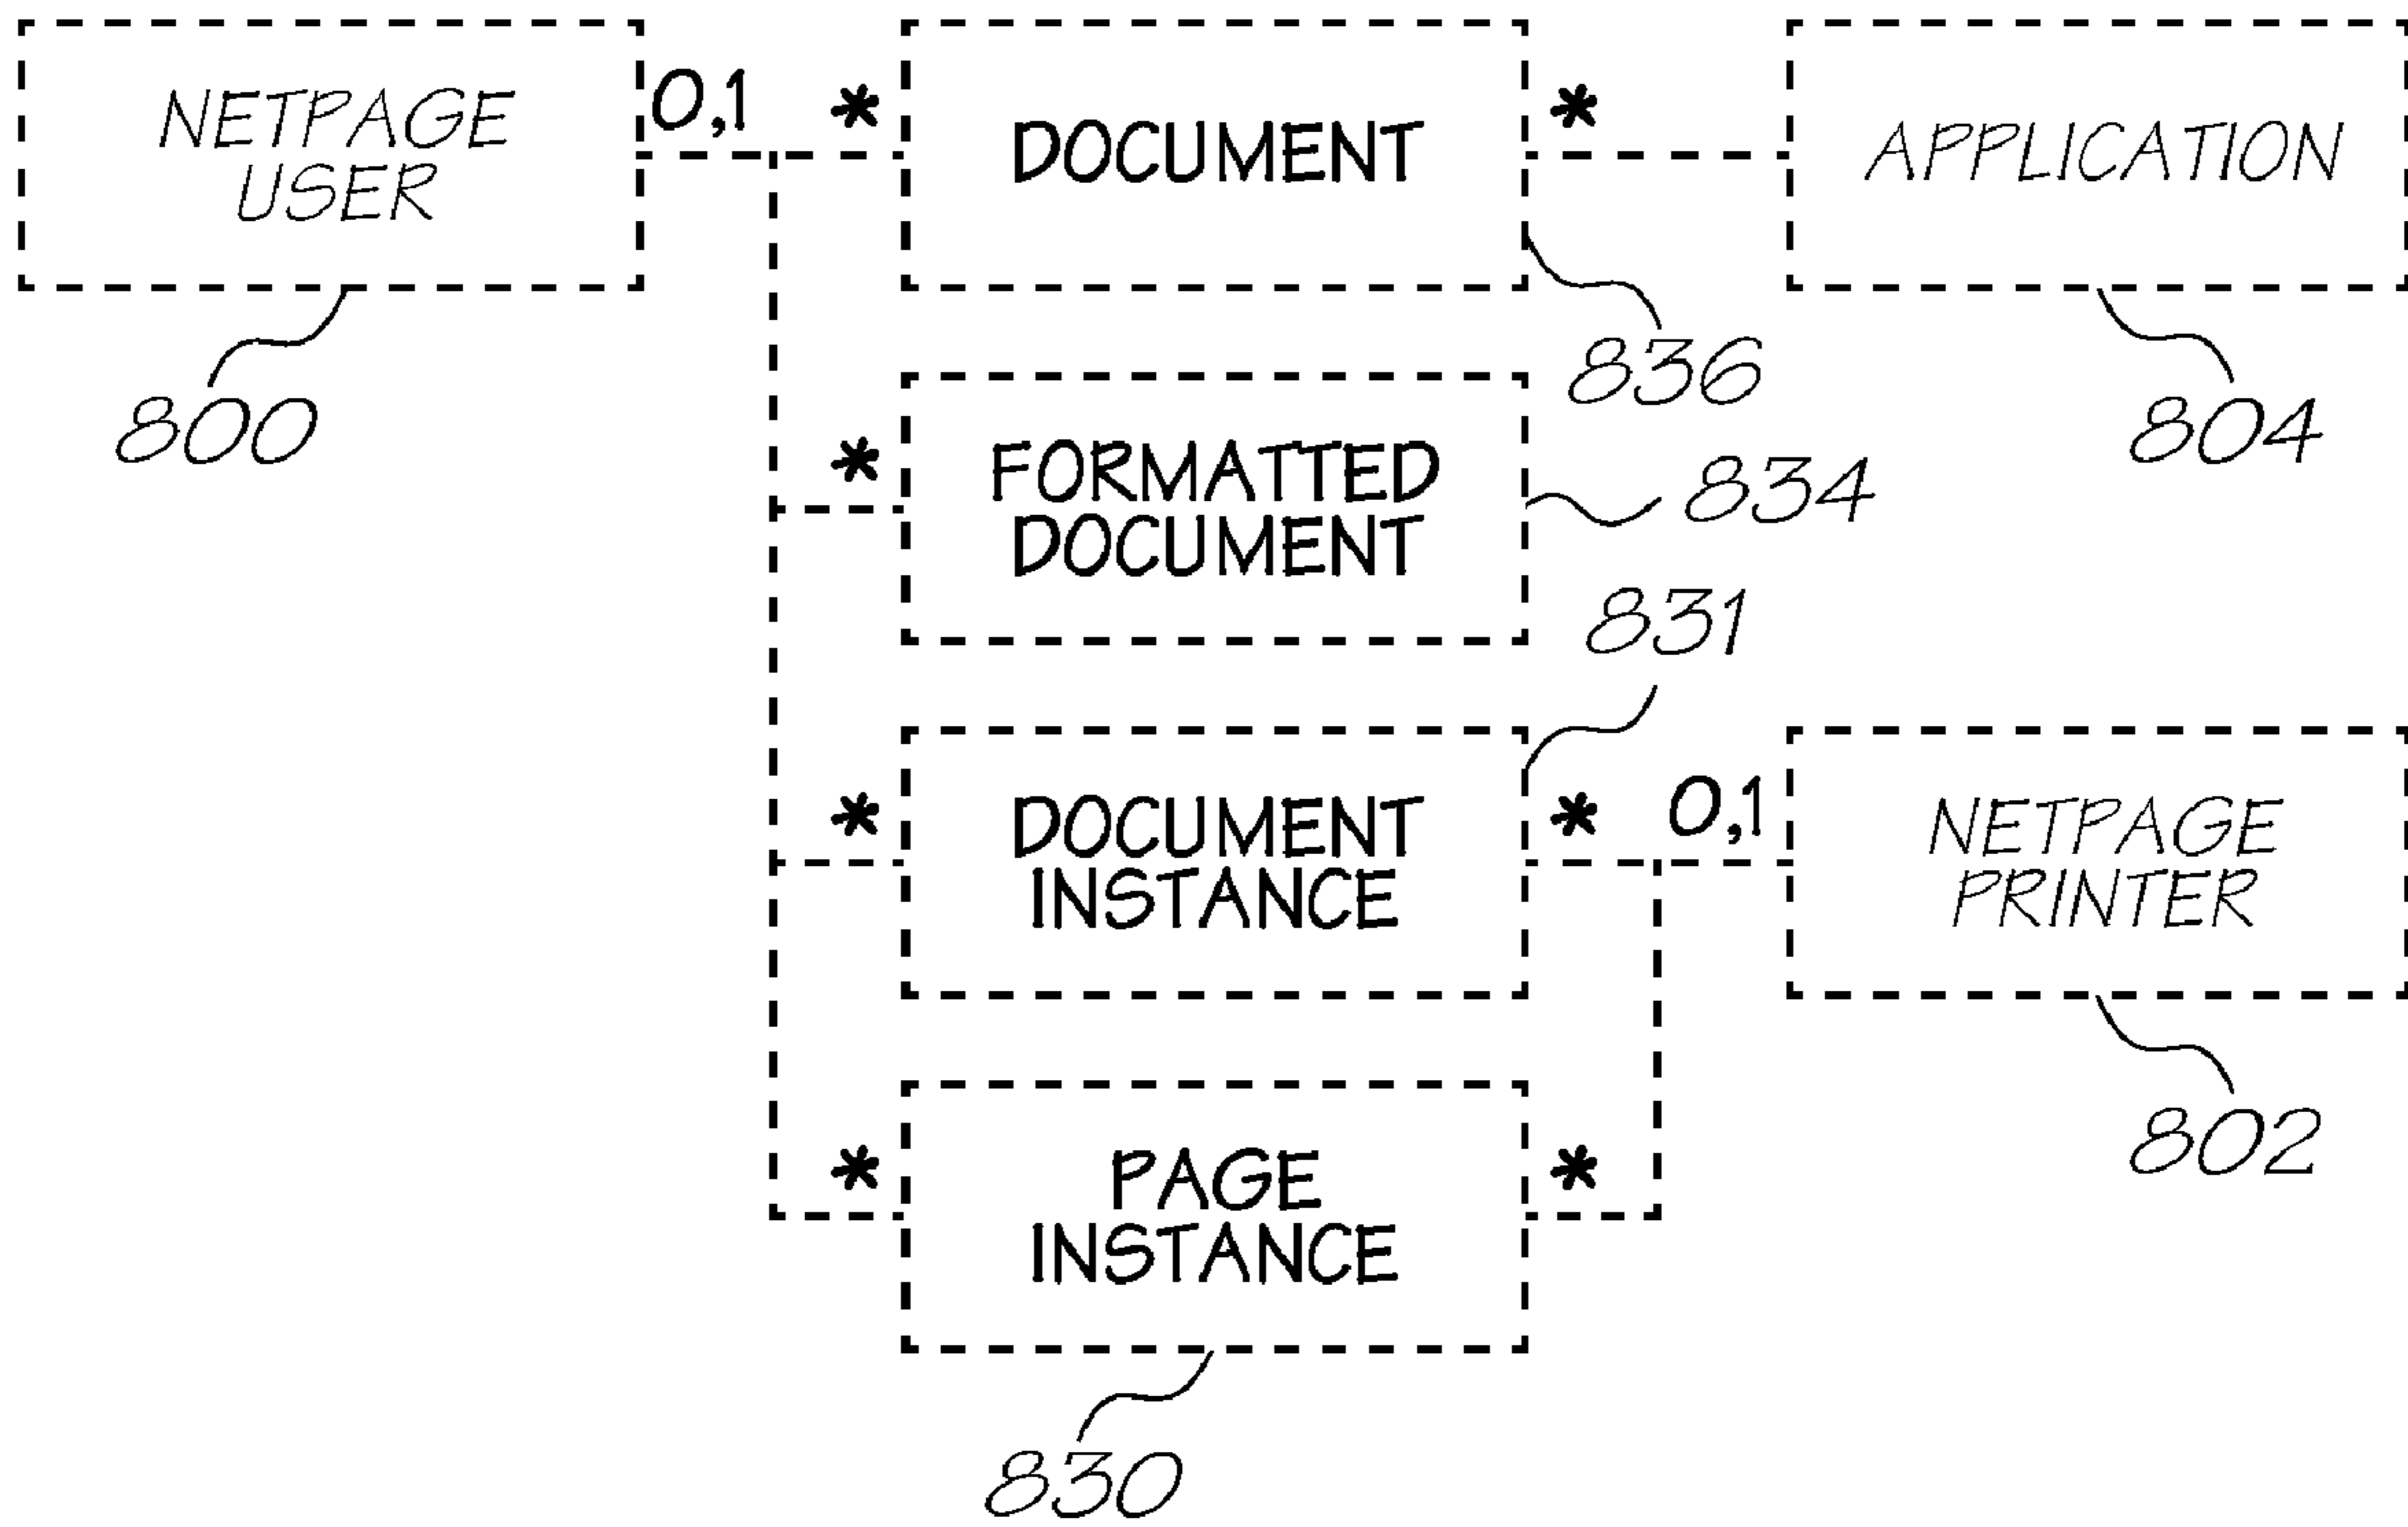 NETPAGE
USER
0,1
*
DOCUMENT
*
APPLICATION
800
836
804
*
FORMATTED
DOCUMENT
834
831
*
DOCUMENT
INSTANCE
*
0,1
NETPAGE
PRINTER
802
*
PAGE
INSTANCE
*
830